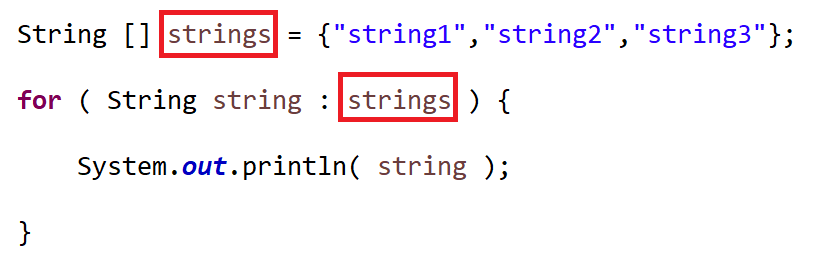 String [] strings = {"string1","string2","string3"};
for ( String string : strings ) {
System.out.println( string );
}